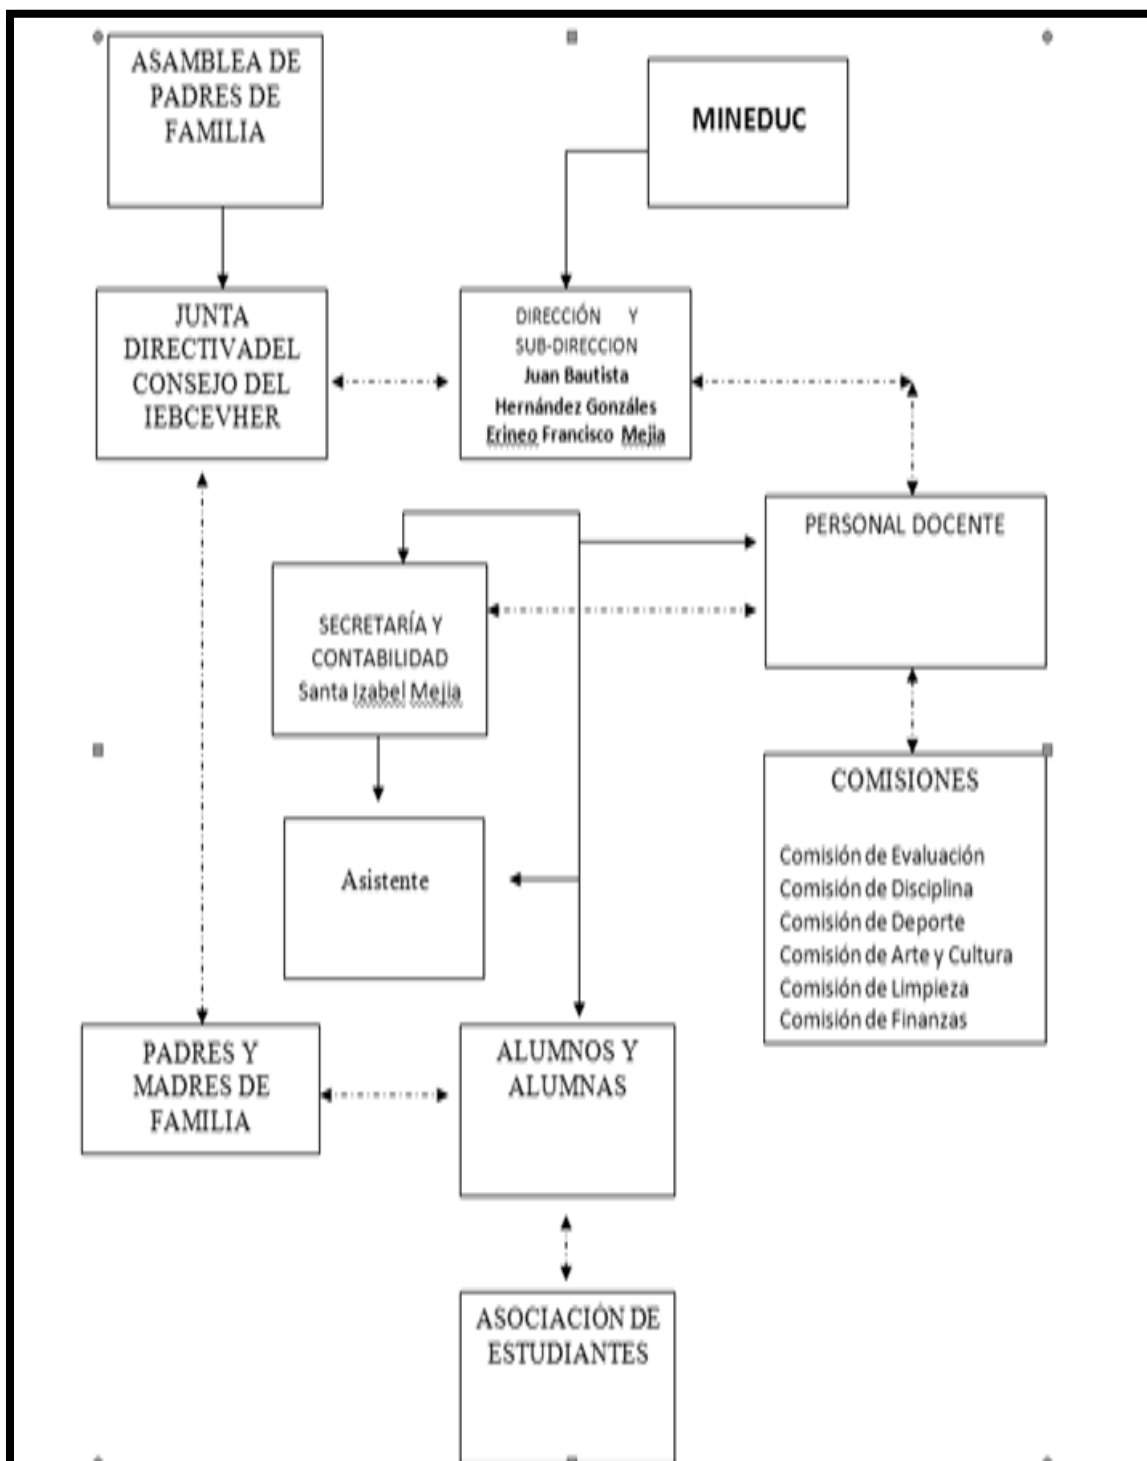 ASAMBLEA DE
PADRES DE
FAMILIA
MINEDUC
JUNTA
DIRECTIVADEL
CONSEJO DEL
IEBCEVHER
DIRECCIÓN Y
SUB-DIRECCION
Juan Bautista
Hernández Gonzáles
Erineo Francisco Mejia
PERSONAL DOCENTE
SECRETARÍA Y
CONTABILIDAD
Santa Izabel Mejia
COMISIONES
Comisión de Evaluación
Comisión de Disciplina
Comisión de Deporte
Comisión de Arte y Cultura
Comisión de Limpieza
Comisión de Finanzas
Asistente
PADRES Y
MADRES DE
FAMILIA
ALUMNOS Y
ALUMNAS
ASOCIACIÓN DE
ESTUDIANTES